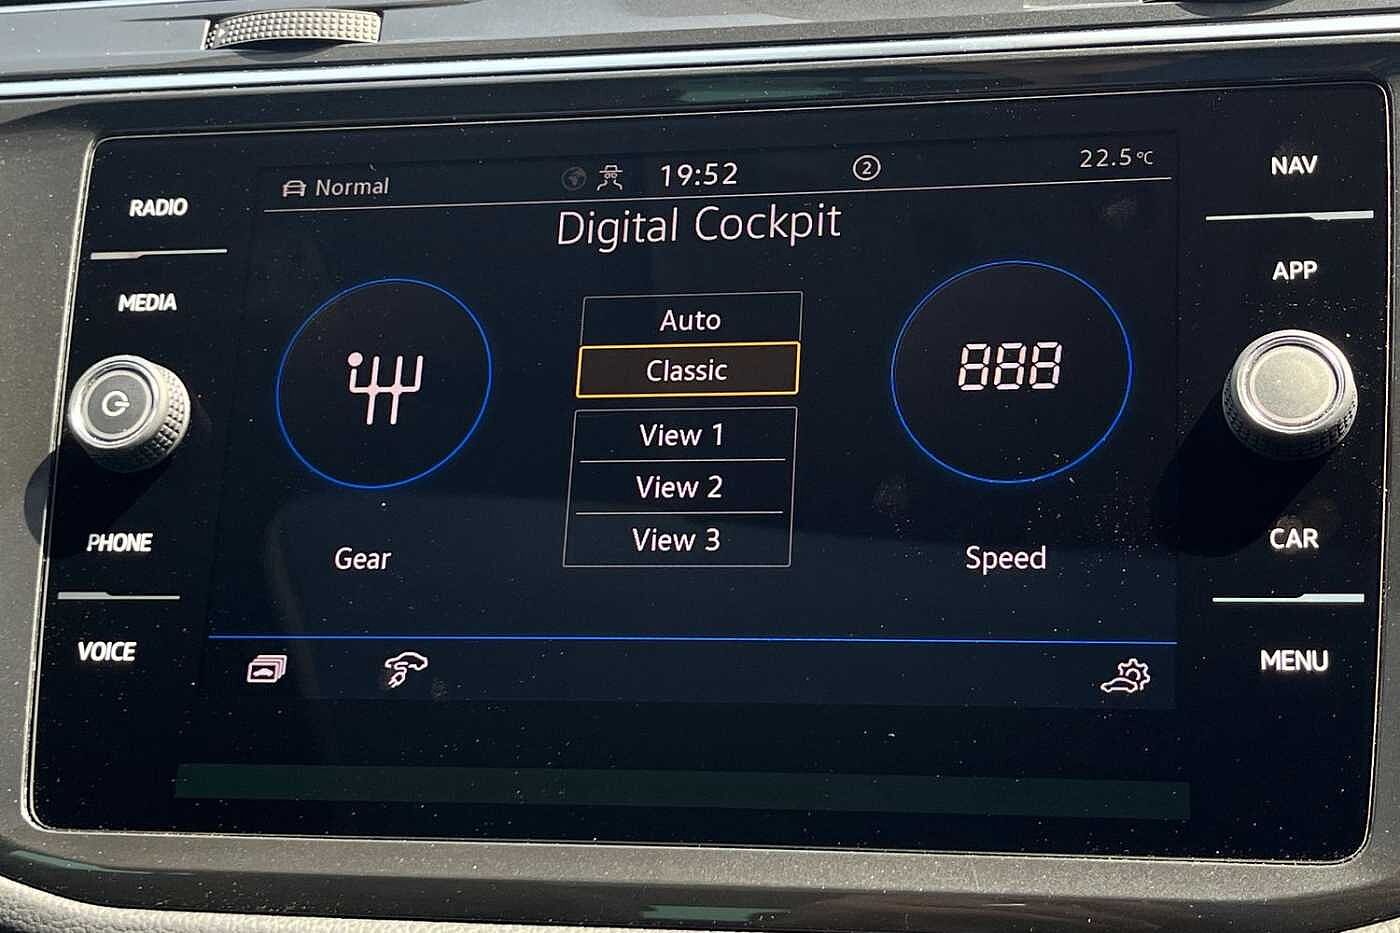 Normal 19:52 2 22.5°C
Digital Cockpit
RADIO
MEDIA
PHONE
VOICE
Auto
Classic
View 1
View 2
View 3
Gear
888
Speed
NAV
APP
CAR
MENU